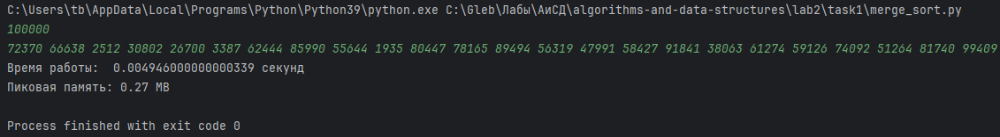 C:\Users\tb\AppData\Local\Programs\Python\Python39\python.exe C:\Gleb\Лабы\АиСД\algorithms-and-data-structures\lab2\task1\merge_sort.py
100000
72370 66638 2512 30802 26700 3387 62444 85990 55644 1935 80447 78165 89494 56319 47991 58427 91841 38063 61274 59126 74092 51264 81740 99409
Время работы:  0.004946000000000339 секунд
Пиковая память: 0.27 MB
Process finished with exit code 0